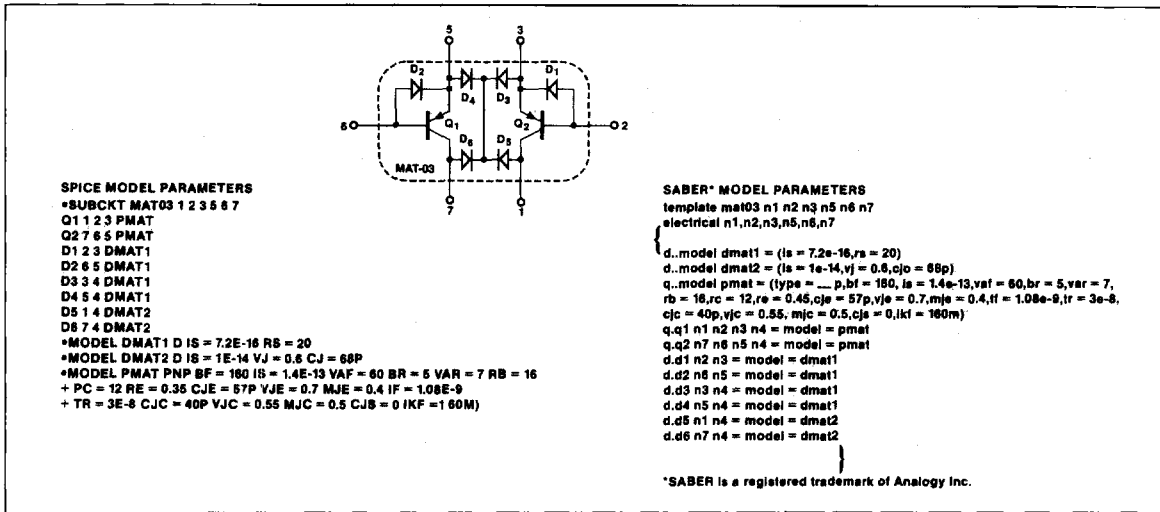 5 3
D2 D1
D4 D3
6 Q1 Q2 2
D6 D5
MAT-03
7 1
SPICE MODEL PARAMETERS
•SUBCKT MAT03 1 2 3 5 6 7
Q1 1 2 3 PMAT
Q2 7 6 5 PMAT
D1 2 3 DMAT1
D2 6 5 DMAT1
D3 3 4 DMAT1
D4 5 4 DMAT1
D5 1 4 DMAT2
D6 7 4 DMAT2
•MODEL DMAT1 D IS = 7.2E-16 RS = 20
•MODEL DMAT2 D IS = 1E-14 VJ = 0.6 CJ = 68P
•MODEL PMAT PNP BF = 160 IS = 1.4E-13 VAF = 60 BR = 5 VAR = 7 RB = 16
+ PC = 12 RE = 0.35 CJE = 57P VJE = 0.7 MJE = 0.4 IF = 1.08E-9
+ TR = 3E-8 CJC = 40P VJC = 0.55 MJC = 0.5 CJS = 0 IKF = 160M)
SABER* MODEL PARAMETERS
template mat03 n1 n2 n3 n5 n6 n7
electrical n1,n2,n3,n5,n6,n7
{
d..model dmat1 = (is = 7.2e-16,rs = 20)
d..model dmat2 = (is = 1e-14,vj = 0.6,cjo = 68p)
q..model pmat = (type = __ p,bf = 160, is = 1.4e-13,vaf = 60,br = 5,var = 7,
rb = 16,rc = 12,re = 0.45,cje = 57p,vje = 0.7,mje = 0.4,tf = 1.08e-9,tr = 3e-8,
cjc = 40p,vjc = 0.55, mjc = 0.5,cjs = 0,ikf = 160m)
q.q1 n1 n2 n3 n4 = model = pmat
q.q2 n7 n6 n5 n4 = model = pmat
d.d1 n2 n3 = model = dmat1
d.d2 n6 n5 = model = dmat1
d.d3 n3 n4 = model = dmat1
d.d4 n5 n4 = model = dmat1
d.d5 n1 n4 = model = dmat2
d.d6 n7 n4 = model = dmat2
}
*SABER is a registered trademark of Analogy Inc.